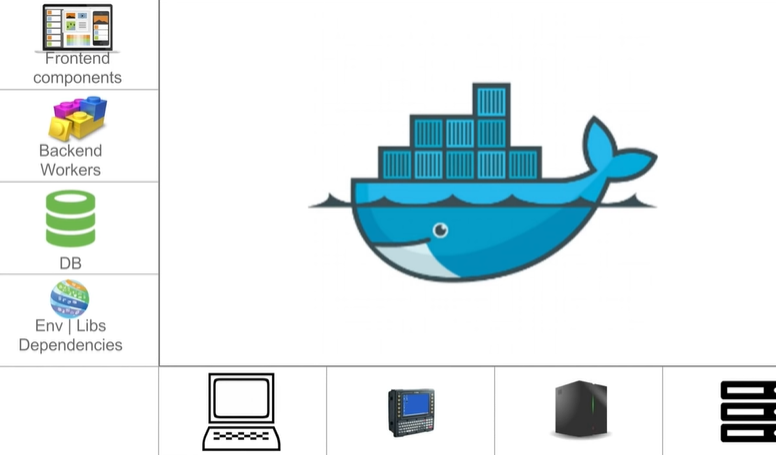 Frontend
components
Backend
Workers
DB
Env | Libs
Dependencies